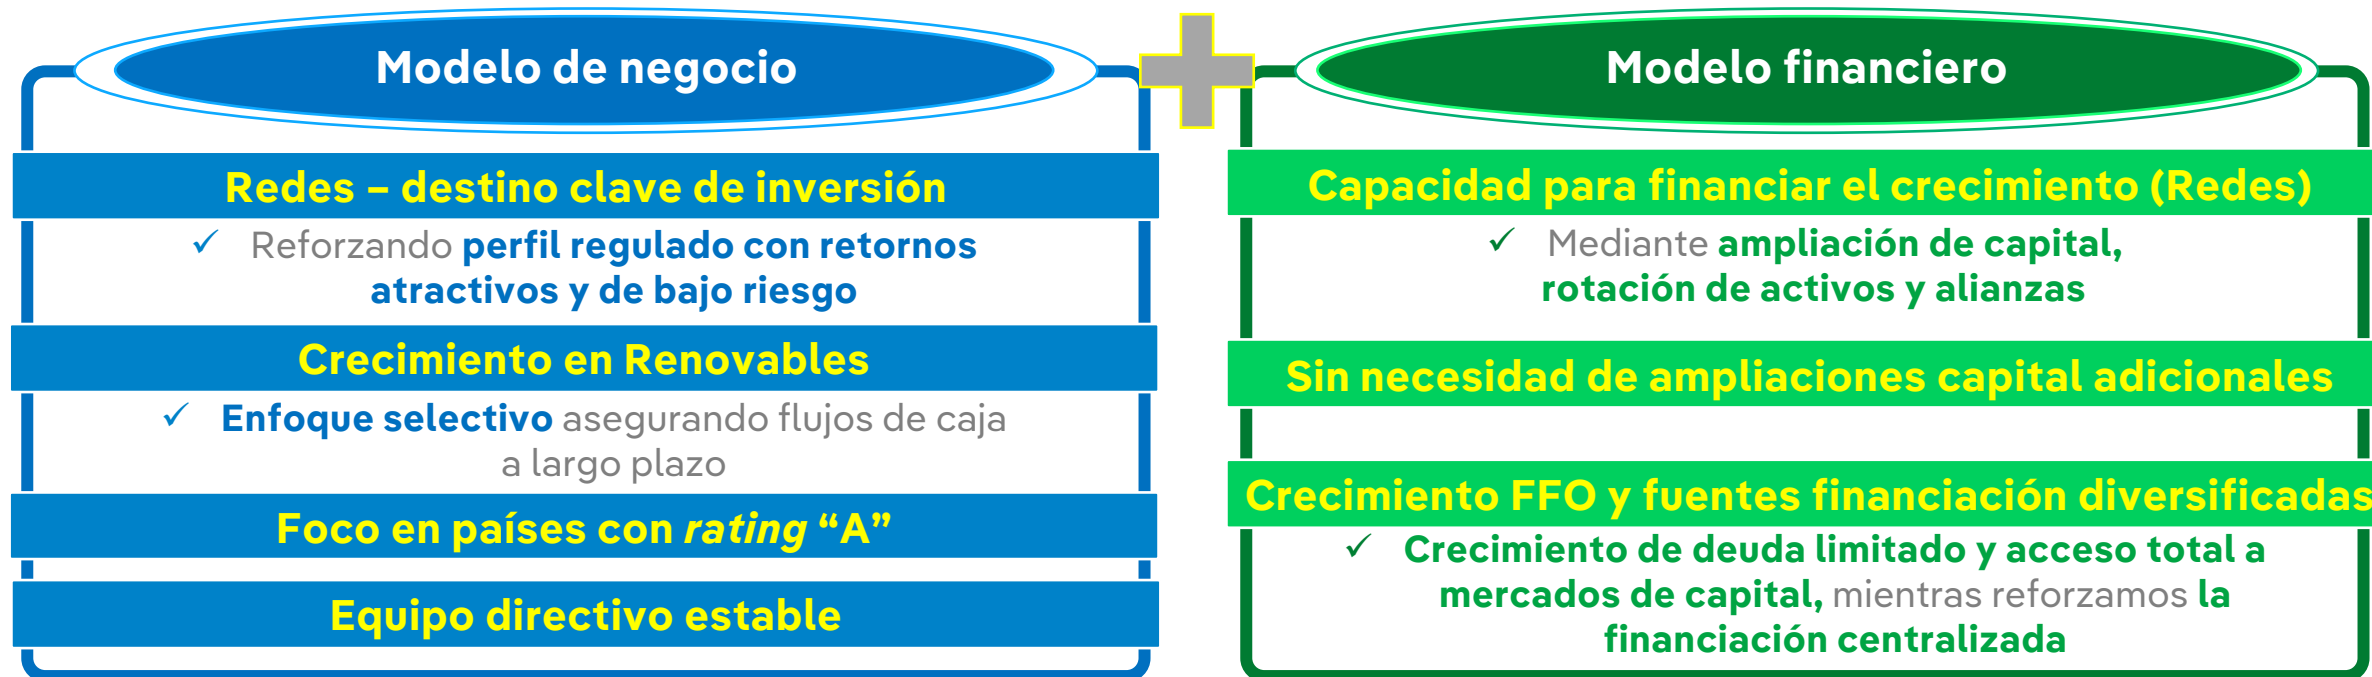 Modelo de negocio
Redes – destino clave de inversión
✓ Reforzando perfil regulado con retornos
atractivos y de bajo riesgo
Crecimiento en Renovables
✓ Enfoque selectivo asegurando flujos de caja
a largo plazo
Foco en países con rating “A”
Equipo directivo estable
Modelo financiero
Capacidad para financiar el crecimiento (Redes)
✓ Mediante ampliación de capital,
rotación de activos y alianzas
Sin necesidad de ampliaciones capital adicionales
Crecimiento FFO y fuentes financiación diversificadas
✓ Crecimiento de deuda limitado y acceso total a
mercados de capital, mientras reforzamos la
financiación centralizada